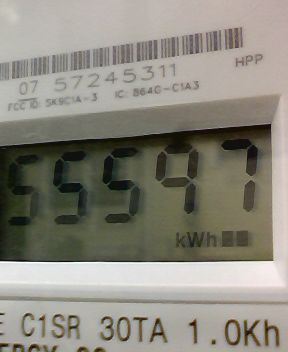 HPP
07 57245311
FCC ID: SK9C1A-3 IC: 864G-C1A3
55597
kWh
E C1SR 30TA 1.0Kh